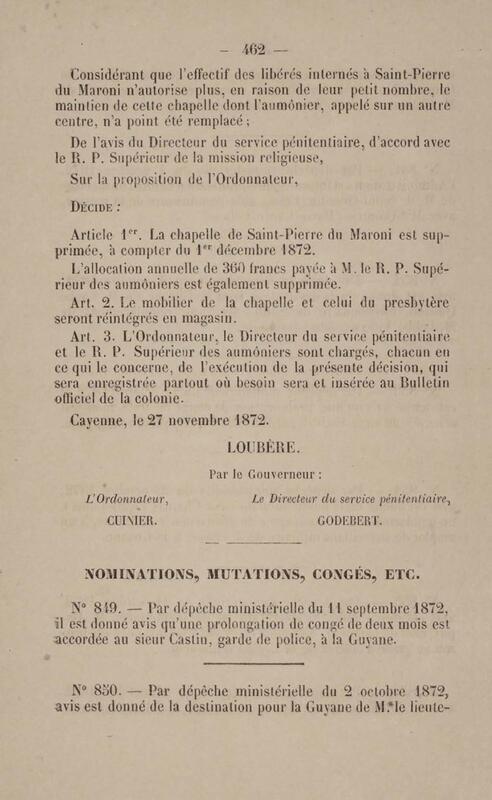 — 462 —
Considérant que l'effectif des libérés internés à Saint-Pierre
du Maroni n'autorise plus, en raison de leur petit nombre, le
maintien de cette chapelle dont l'aumônier, appelé sur un autre
centre, n'a point été remplacé ;
De l'avis du Directeur du service pénitentiaire, d'accord avec
le R. P. Supérieur de la mission religieuse,
Sur la proposition de l'Ordonnateur,
DÉCIDE :
Article 1er. La chapelle de Saint-Pierre du Maroni est sup-
primée, à compter du 1er décembre 1872.
L'allocation annuelle de 360 francs payée à M. le R. P. Supé-
rieur des aumôniers est également supprimée.
Art. 2. Le mobilier de la chapelle et celui du presbytère
seront réintégrés en magasin.
Art. 3. L'Ordonnateur, le Directeur du service pénitentiaire
et le R. P. Supérieur des aumôniers sont chargés, chacun en
ce qui le concerne, de l'exécution de la présente décision, qui
sera enregistrée partout où besoin sera et insérée au Bulletin
officiel de la colonie.
Cayenne, le 27 novembre 1872.
LOUBÈRE.
Par le Gouverneur :
L'Ordonnateur, Le Directeur du service pénitentiaire,
CUINIER. GODEBERT.
NOMINATIONS, MUTATIONS, CONGÉS, ETC.
N° 849. — Par dépêche ministérielle du 11 septembre 1872,
il est donné avis qu'une prolongation de congé de deux mois est
accordée au sieur Castin, garde de police, à la Guyane.
N° 850. — Par dépêche ministérielle du 2 octobre 1872,
avis est donné de la destination pour la Guyane de M. le lieute-